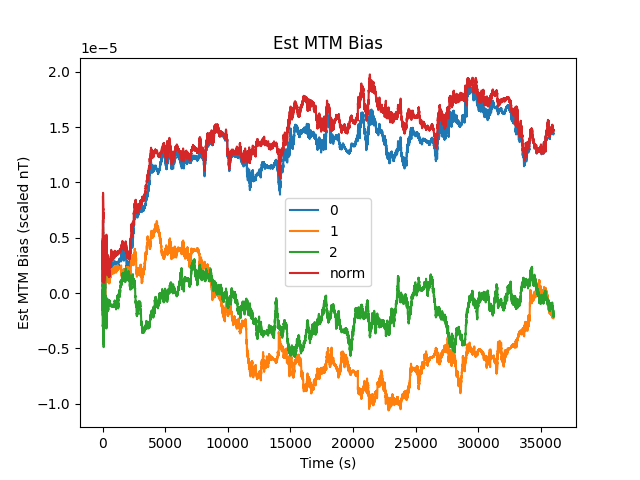 Est MTM Bias
1e−5
Est MTM Bias (scaled nT)
2.0
1.5
1.0
0.5
0.0
−0.5
−1.0
0
1
2
norm
0 5000 10000 15000 20000 25000 30000 35000
Time (s)